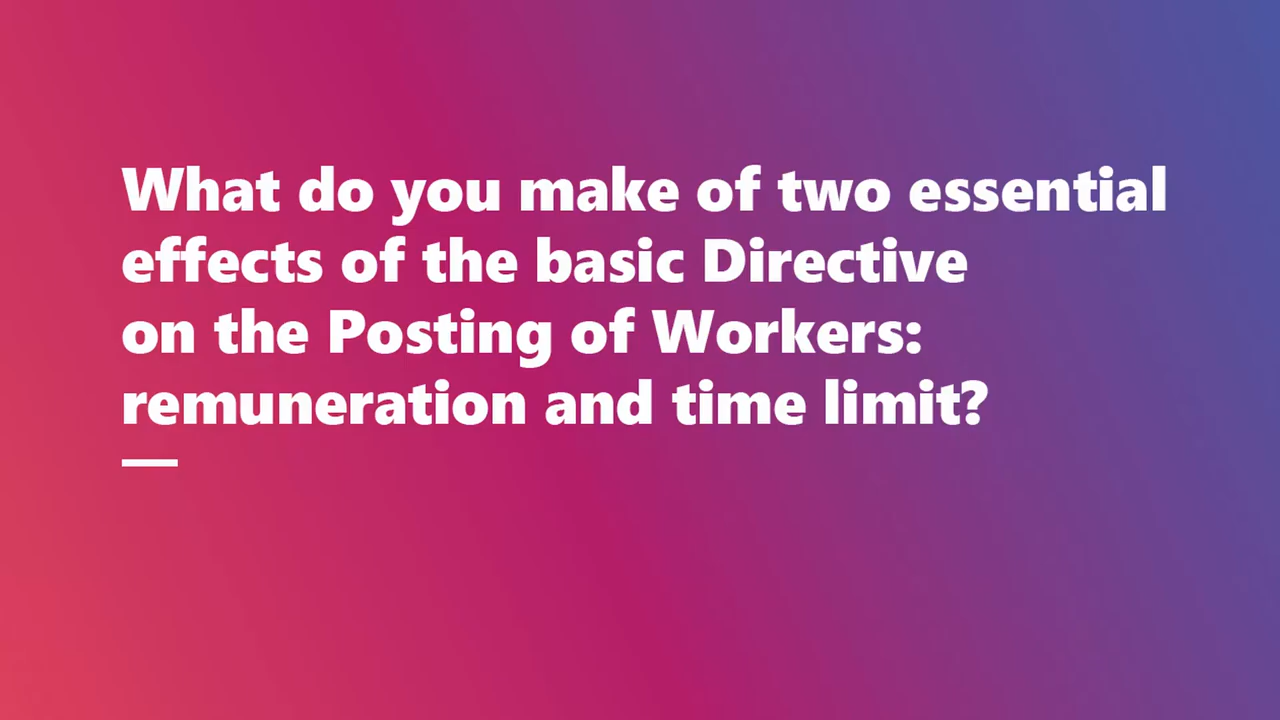 What do you make of two essential
effects of the basic Directive
on the Posting of Workers:
remuneration and time limit?